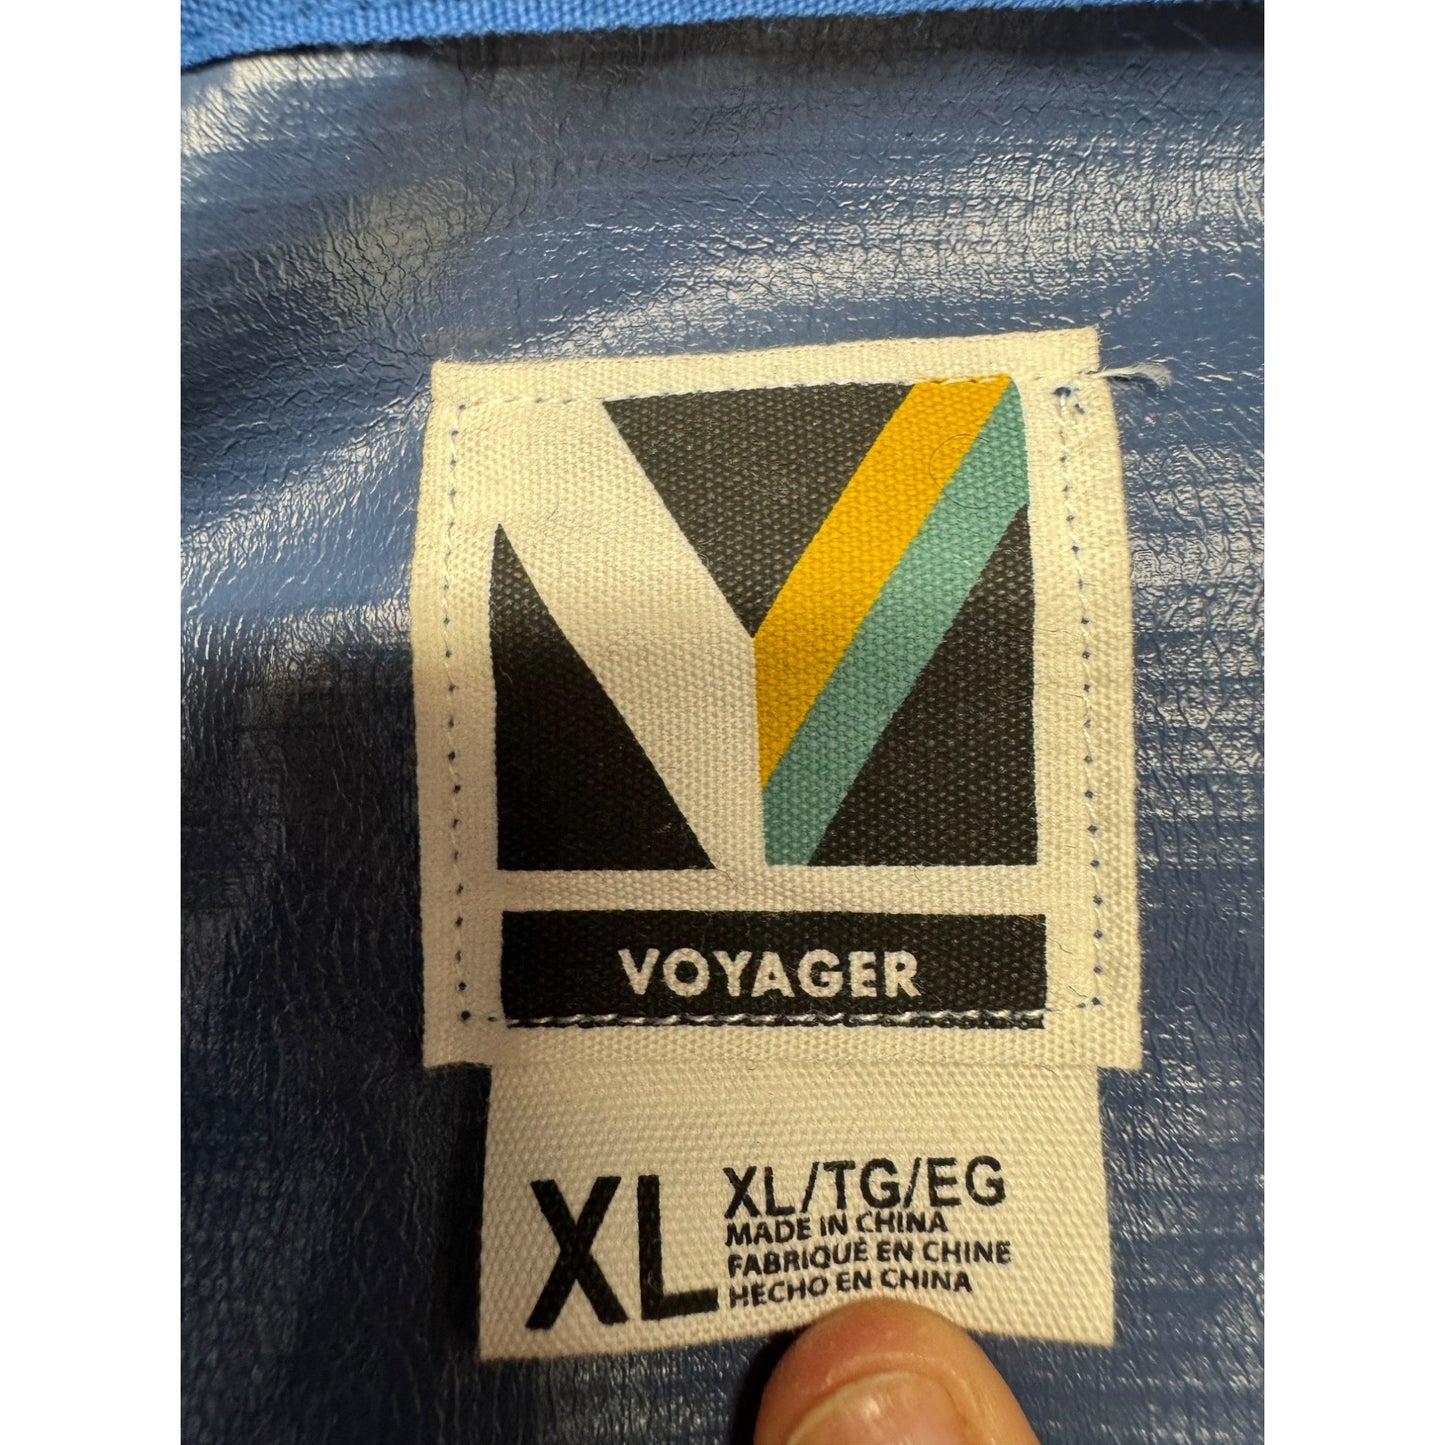 VOYAGER
XL
XL/TG/EG
MADE IN CHINA
FABRIQUÉ EN CHINE
HECHO EN CHINA